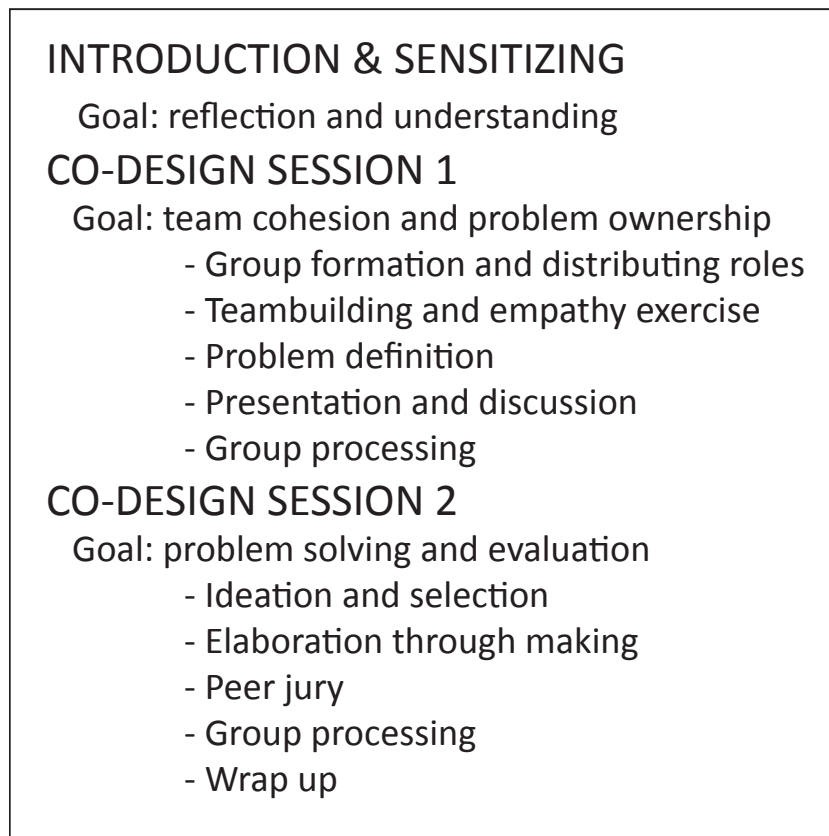 INTRODUCTION & SENSITIZING
Goal: reflection and understanding
CO-DESIGN SESSION 1
Goal: team cohesion and problem ownership
- Group formation and distributing roles
- Teambuilding and empathy exercise
- Problem definition
- Presentation and discussion
- Group processing
CO-DESIGN SESSION 2
Goal: problem solving and evaluation
- Ideation and selection
- Elaboration through making
- Peer jury
- Group processing
- Wrap up